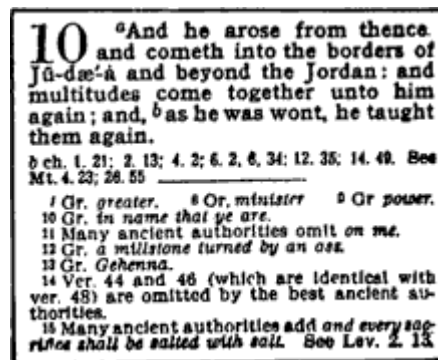 10 aAnd he arose from thence
and cometh into the borders of
Jū-dæ′-à and beyond the Jordan: and
multitudes come together unto him
again; and, bas he was wont, he taught
them again.
b ch. 1. 21; 2. 13; 4. 2; 6. 2, 6, 34; 12. 35; 14. 49. See
Mt. 4. 23; 26. 55
7 Gr. greater. 8 Or, minister 9 Gr power.
10 Gr. in name that ye are.
11 Many ancient authorities omit on me.
12 Gr. a millstone turned by an ass.
13 Gr. Gehenna.
14 Ver. 44 and 46 (which are identical with
ver. 48) are omitted by the best ancient au-
thorities.
15 Many ancient authorities add and every sac-
rifice shall be salted with salt. See Lev. 2. 13.